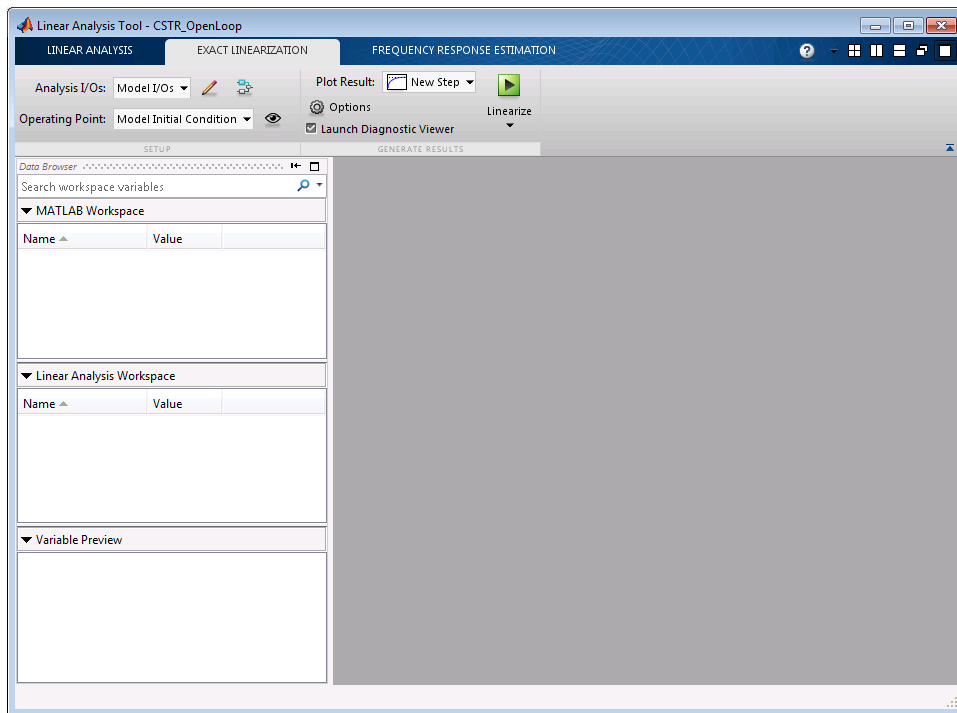 Linear Analysis Tool - CSTR_OpenLoop
LINEAR ANALYSIS EXACT LINEARIZATION FREQUENCY RESPONSE ESTIMATION
Analysis I/Os: Model I/Os
Operating Point: Model Initial Condition
SETUP
Plot Result: New Step
Options
Launch Diagnostic Viewer
Linearize
GENERATE RESULTS
Data Browser
Search workspace variables
MATLAB Workspace
Name Value
Linear Analysis Workspace
Name Value
Variable Preview